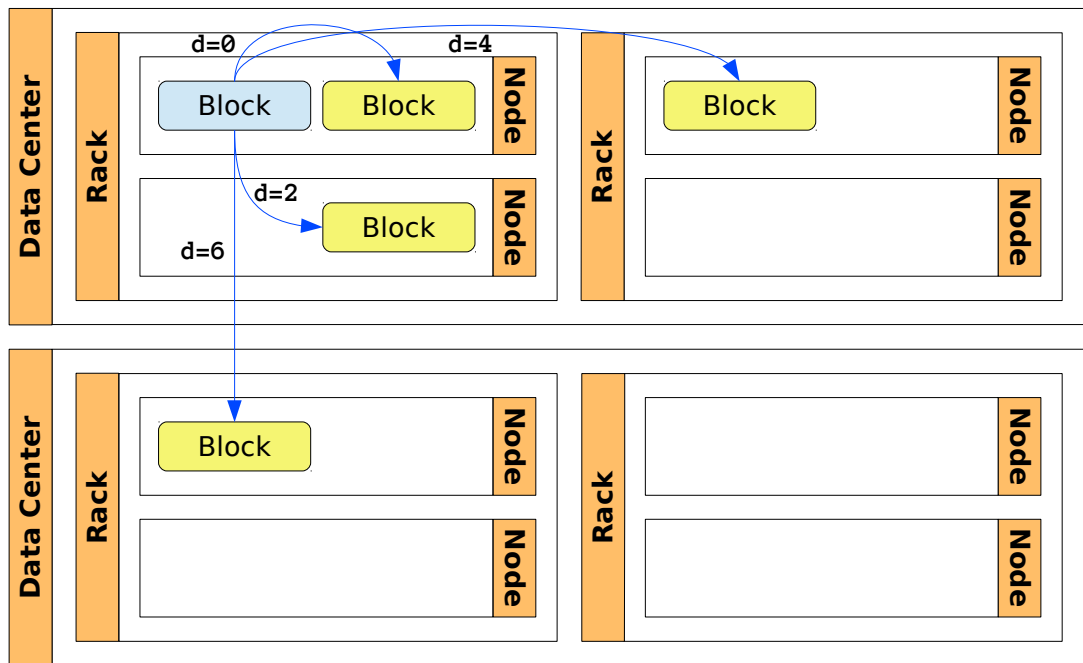 Data Center
Rack
d=0
d=4
Block
Block
Node
d=2
Block
d=6
Node
Rack
Block
Node
Node
Data Center
Rack
Block
Node
Node
Rack
Node
Node